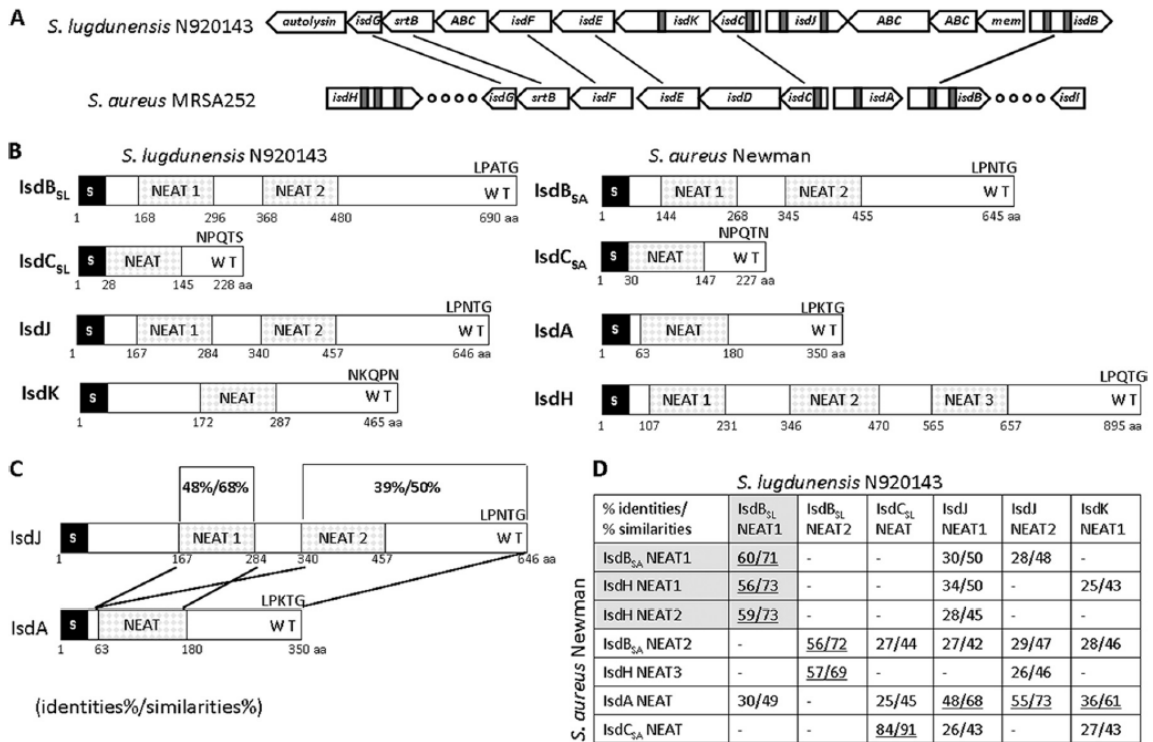 A
S. lugdunensis N920143
autolysin isdG srtB ABC isdF isdE isdK isdC isdJ ABC ABC mem isdB
S. aureus MRSA252
isdH isdG srtB isdF isdE isdD isdC isdA isdB isdI
B
S. lugdunensis N920143
IsdBSL
LPATG
S NEAT 1 NEAT 2 W T
1 168 296 368 480 690 aa
IsdCSL
NPQTS
S NEAT W T
1 28 145 228 aa
IsdJ
LPNTG
S NEAT 1 NEAT 2 W T
1 167 284 340 457 646 aa
IsdK
NKQPN
S NEAT W T
1 172 287 465 aa
S. aureus Newman
IsdBSA
LPNTG
S NEAT 1 NEAT 2 W T
1 144 268 345 455 645 aa
IsdCSA
NPQTN
S NEAT W T
1 30 147 227 aa
IsdA
LPKTG
S NEAT W T
1 63 180 350 aa
IsdH
LPQTG
S NEAT 1 NEAT 2 NEAT 3 W T
1 107 231 346 470 565 657 895 aa
C
48%/68% 39%/50%
IsdJ
LPNTG
S NEAT 1 NEAT 2 W T
1 167 284 340 457 646 aa
IsdA
LPKTG
S NEAT W T
1 63 180 350 aa
(identities%/similarities%)
D
S. lugdunensis N920143
S. aureus Newman
% identities/ % similarities IsdBSL NEAT1 IsdBSL NEAT2 IsdCSL NEAT IsdJ NEAT1 IsdJ NEAT2 IsdK NEAT1
IsdBSA NEAT1 60/71 - - 30/50 28/48 -
IsdH NEAT1 56/73 - - 34/50 - 25/43
IsdH NEAT2 59/73 - - 28/45 - -
IsdBSA NEAT2 - 56/72 27/44 27/42 29/47 28/46
IsdH NEAT3 - 57/69 - - 26/46 -
IsdA NEAT 30/49 - 25/45 48/68 55/73 36/61
IsdCSA NEAT - - 84/91 26/43 - 27/43